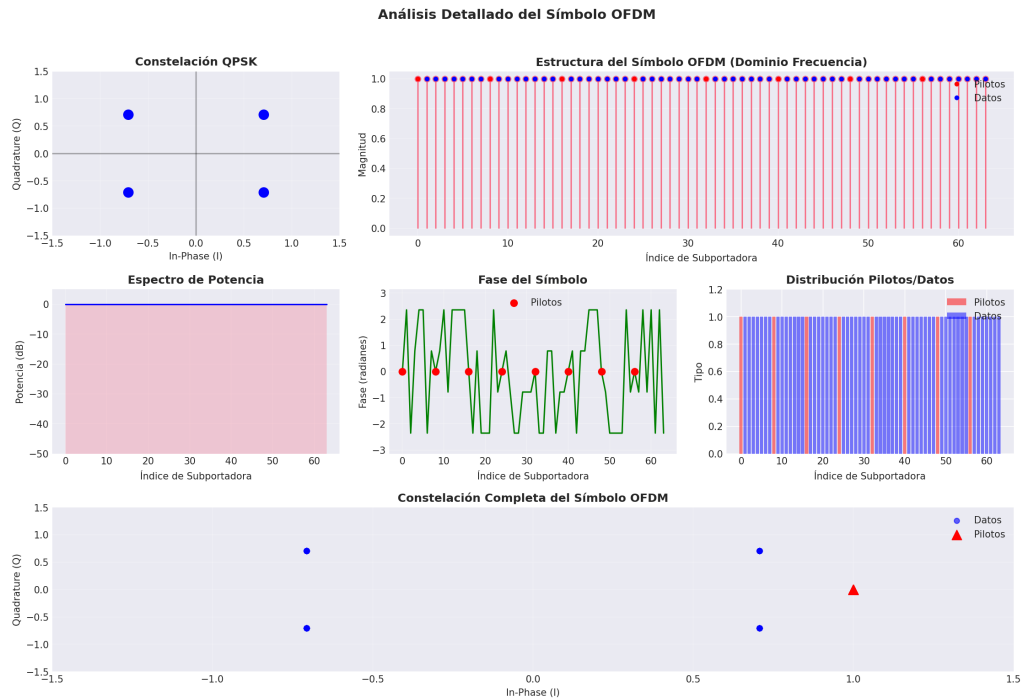 Análisis Detallado del Símbolo OFDM
Constelación QPSK
1.5
1.0
0.5
0.0
−0.5
−1.0
−1.5
Quadrature (Q)
−1.5 −1.0 −0.5 0.0 0.5 1.0 1.5
In-Phase (I)
Estructura del Símbolo OFDM (Dominio Frecuencia)
1.0
0.8
0.6
0.4
0.2
0.0
Magnitud
Pilotos
Datos
0 10 20 30 40 50 60
Índice de Subportadora
Espectro de Potencia
0
−10
−20
−30
−40
−50
Potencia (dB)
0 10 20 30 40 50 60
Índice de Subportadora
Fase del Símbolo
Pilotos
3
2
1
0
−1
−2
−3
Fase (radianes)
0 10 20 30 40 50 60
Índice de Subportadora
Distribución Pilotos/Datos
1.2
1.0
0.8
0.6
0.4
0.2
0.0
Tipo
Pilotos
Datos
0 10 20 30 40 50 60
Índice de Subportadora
Constelación Completa del Símbolo OFDM
1.5
1.0
0.5
0.0
−0.5
−1.0
−1.5
Quadrature (Q)
Datos
Pilotos
−1.5 −1.0 −0.5 0.0 0.5 1.0 1.5
In-Phase (I)